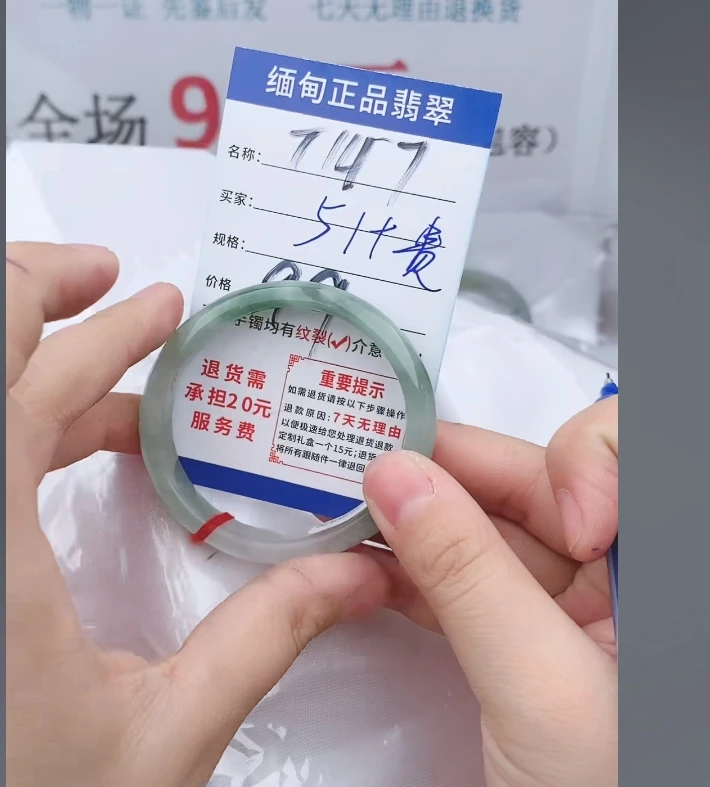 一物一证 先鉴后发 七天无理由退换货
全场 9
包容）
缅甸正品翡翠
名称：
买家：
规格：
价格
手镯均有纹裂(✓)介意
退货需
承担20元
服务费
重要提示
如需退货请按以下步骤操作
退款原因：7天无理由
以便极速给您处理退货退款
定制礼盒一个15元；退货
将所有跟随件一律退回